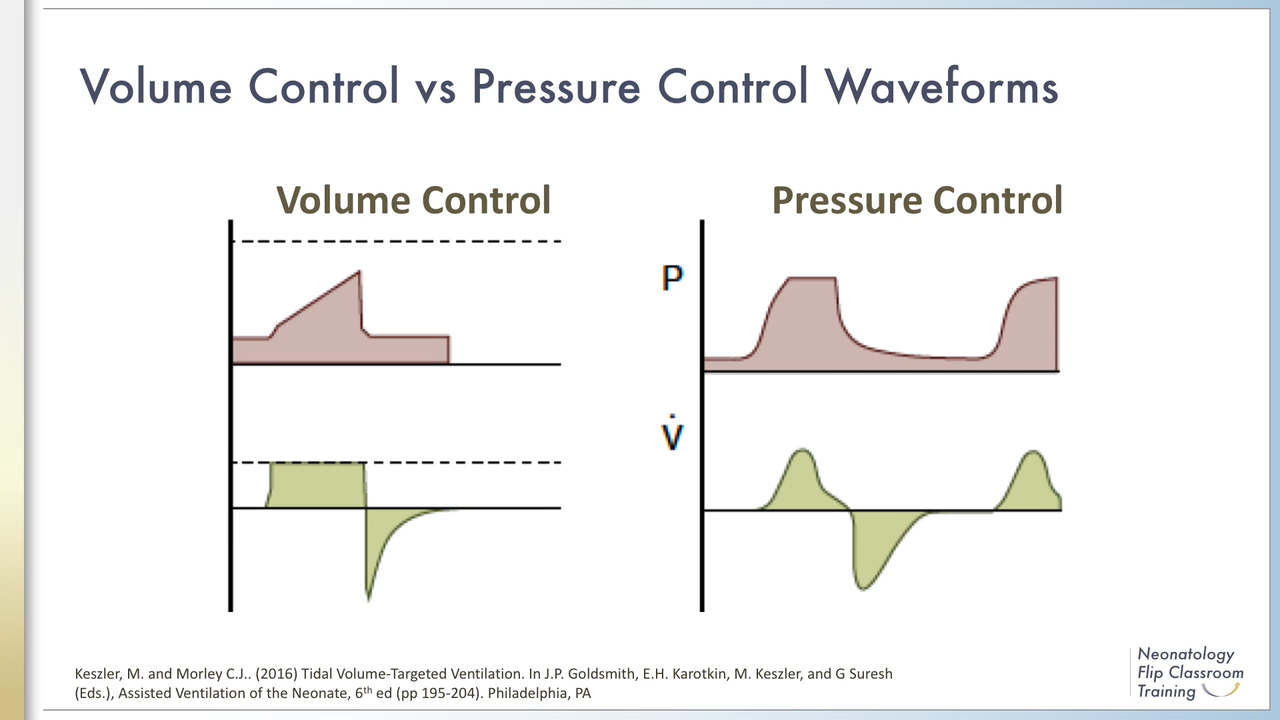 Volume Control vs Pressure Control Waveforms
Volume Control
Pressure Control
P
V̇
Keszler, M. and Morley C.J.. (2016) Tidal Volume-Targeted Ventilation. In J.P. Goldsmith, E.H. Karotkin, M. Keszler, and G Suresh
(Eds.), Assisted Ventilation of the Neonate, 6th ed (pp 195-204). Philadelphia, PA
Neonatology
Flip Classroom
Training